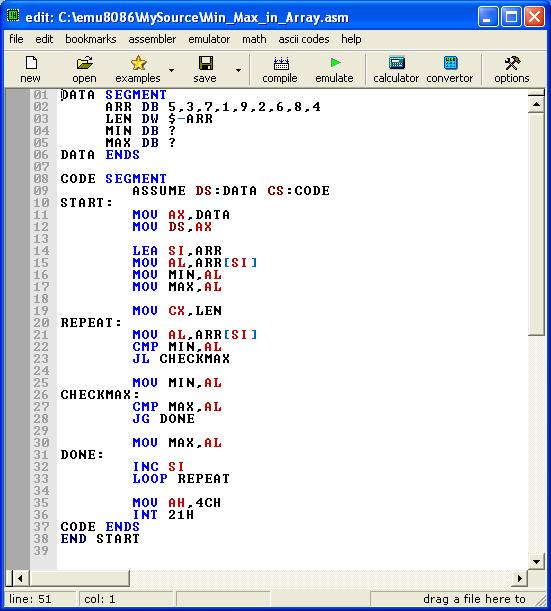 edit: C:\emu8086\MySource\Min_Max_in_Array.asm
file edit bookmarks assembler emulator math ascii codes help
new open examples save compile emulate calculator convertor options
01 DATA SEGMENT
02 ARR DB 5,3,7,1,9,2,6,8,4
03 LEN DW $-ARR
04 MIN DB ?
05 MAX DB ?
06 DATA ENDS
07
08 CODE SEGMENT
09 ASSUME DS:DATA CS:CODE
10 START:
11 MOV AX,DATA
12 MOV DS,AX
13
14 LEA SI,ARR
15 MOV AL,ARR[SI]
16 MOV MIN,AL
17 MOV MAX,AL
18
19 MOV CX,LEN
20 REPEAT:
21 MOV AL,ARR[SI]
22 CMP MIN,AL
23 JL CHECKMAX
24
25 MOV MIN,AL
26 CHECKMAX:
27 CMP MAX,AL
28 JG DONE
29
30 MOV MAX,AL
31 DONE:
32 INC SI
33 LOOP REPEAT
34
35 MOV AH,4CH
36 INT 21H
37 CODE ENDS
38 END START
39
line: 51 col: 1 drag a file here to